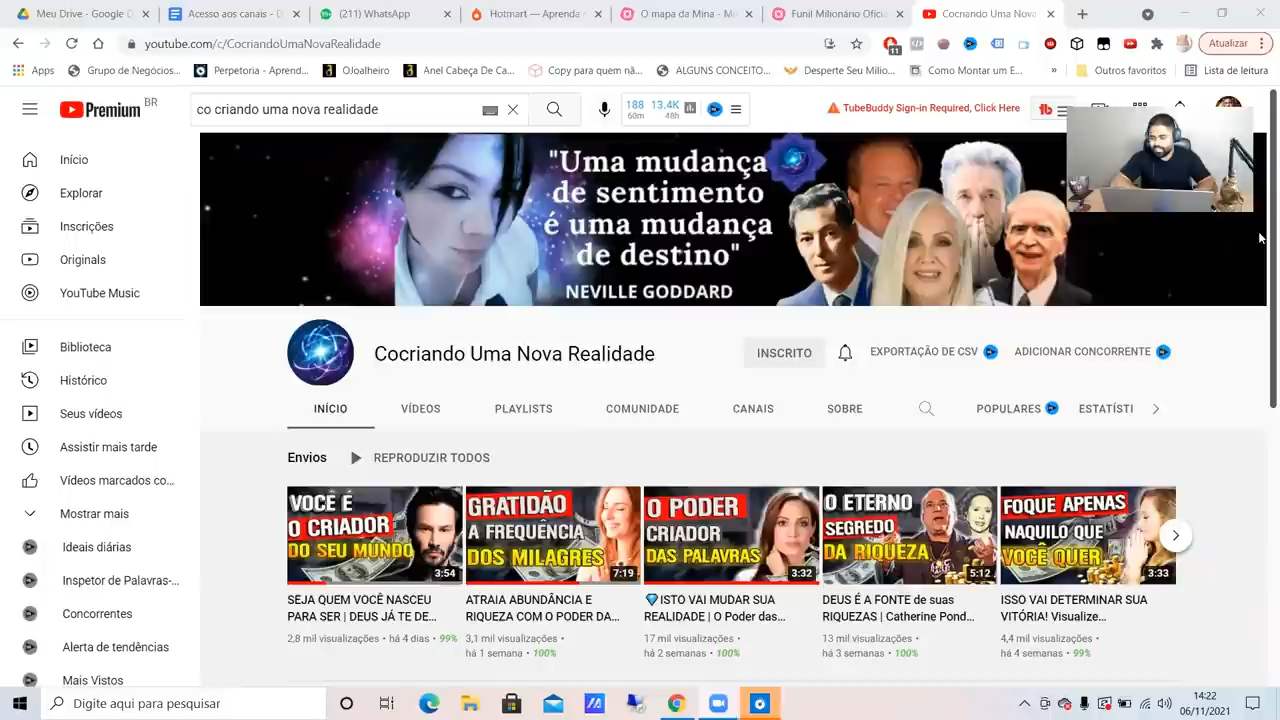 Meu Drive - Google D
Acesso aos canais - D
(211) WhatsApp
Hotmart — Aprenda
O mapa da Mina - Mi
Funil Milionário Oficia
Cocriando Uma Nova
youtube.com/c/CocriandoUmaNovaRealidade
11
Atualizar
Apps
Grupo de Negócios...
Perpetoria - Apren...
OJoalheiro
Anel Cabeça De Ca...
Copy para quem nã...
ALGUNS CONCEITO...
Desperte Seu Milio...
Como Montar um E...
»
Outros favoritos
Lista de leitura
Premium BR
co criando uma nova realidade
188 13.4K
60m 48h
TubeBuddy Sign-in Required, Click Here
tb
Início
Explorar
Inscrições
Originals
YouTube Music
Biblioteca
Histórico
Seus vídeos
Assistir mais tarde
Vídeos marcados co...
Mostrar mais
Ideais diárias
Inspetor de Palavras-...
Concorrentes
Alerta de tendências
Mais Vistos
"Uma mudança
de sentimento
é uma mudança
de destino"
NEVILLE GODDARD
Cocriando Uma Nova Realidade
INSCRITO
EXPORTAÇÃO DE CSV
ADICIONAR CONCORRENTE
INÍCIO
VÍDEOS
PLAYLISTS
COMUNIDADE
CANAIS
SOBRE
POPULARES
ESTATÍSTI
Envios
REPRODUZIR TODOS
VOCÊ É
O CRIADOR
DO SEU MUNDO
3:54
GRATIDÃO
A FREQUÊNCIA
DOS MILAGRES
7:19
O PODER
CRIADOR
DAS PALAVRAS
3:32
O ETERNO
SEGREDO
DA RIQUEZA
5:12
FOQUE APENAS
NAQUILO QUE
VOCÊ QUER
3:33
SEJA QUEM VOCÊ NASCEU
PARA SER | DEUS JÁ TE DE...
2,8 mil visualizações • há 4 dias • 99%
ATRAIA ABUNDÂNCIA E
RIQUEZA COM O PODER DA...
3,1 mil visualizações •
há 1 semana • 100%
💎ISTO VAI MUDAR SUA
REALIDADE | O Poder das...
17 mil visualizações •
há 2 semanas • 100%
DEUS É A FONTE de suas
RIQUEZAS | Catherine Pond...
13 mil visualizações •
há 3 semanas • 100%
ISSO VAI DETERMINAR SUA
VITÓRIA! Visualize...
4,4 mil visualizações •
há 4 semanas • 99%
Digite aqui para pesquisar
14:22
06/11/2021